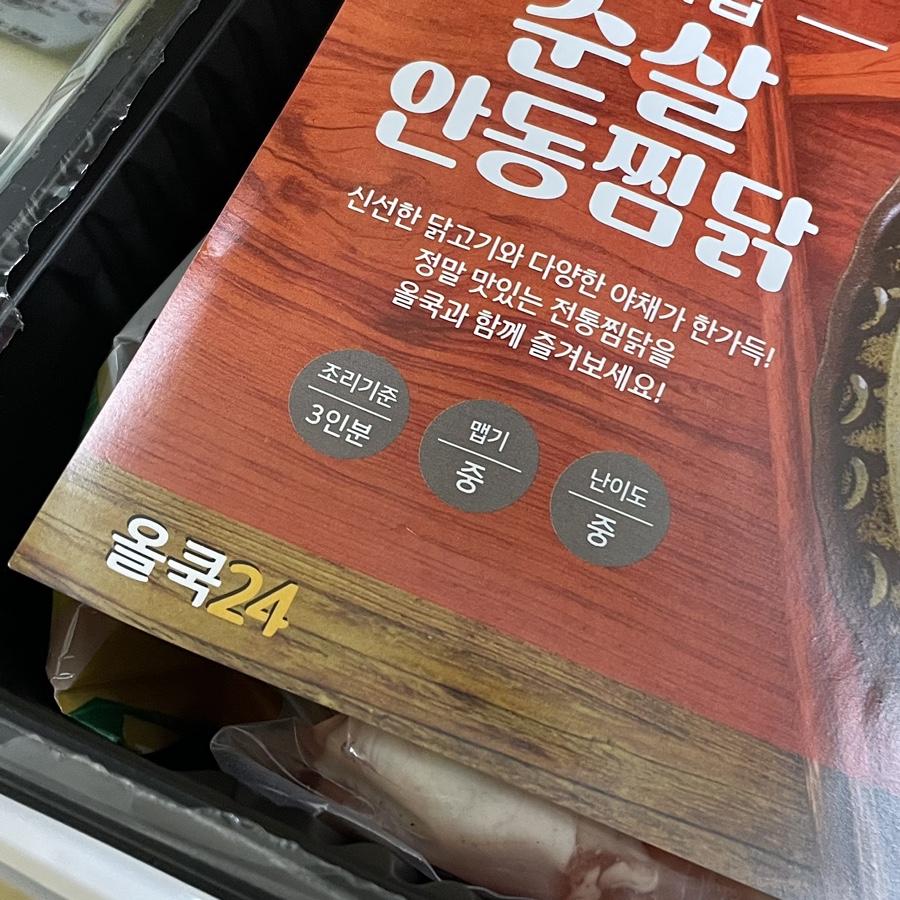 순살
안동찜닭
신선한 닭고기와 다양한 야채가 한가득!
정말 맛있는 전통찜닭을
올쿡과 함께 즐겨보세요!
조리기준
3인분
맵기
중
난이도
중
올쿡24